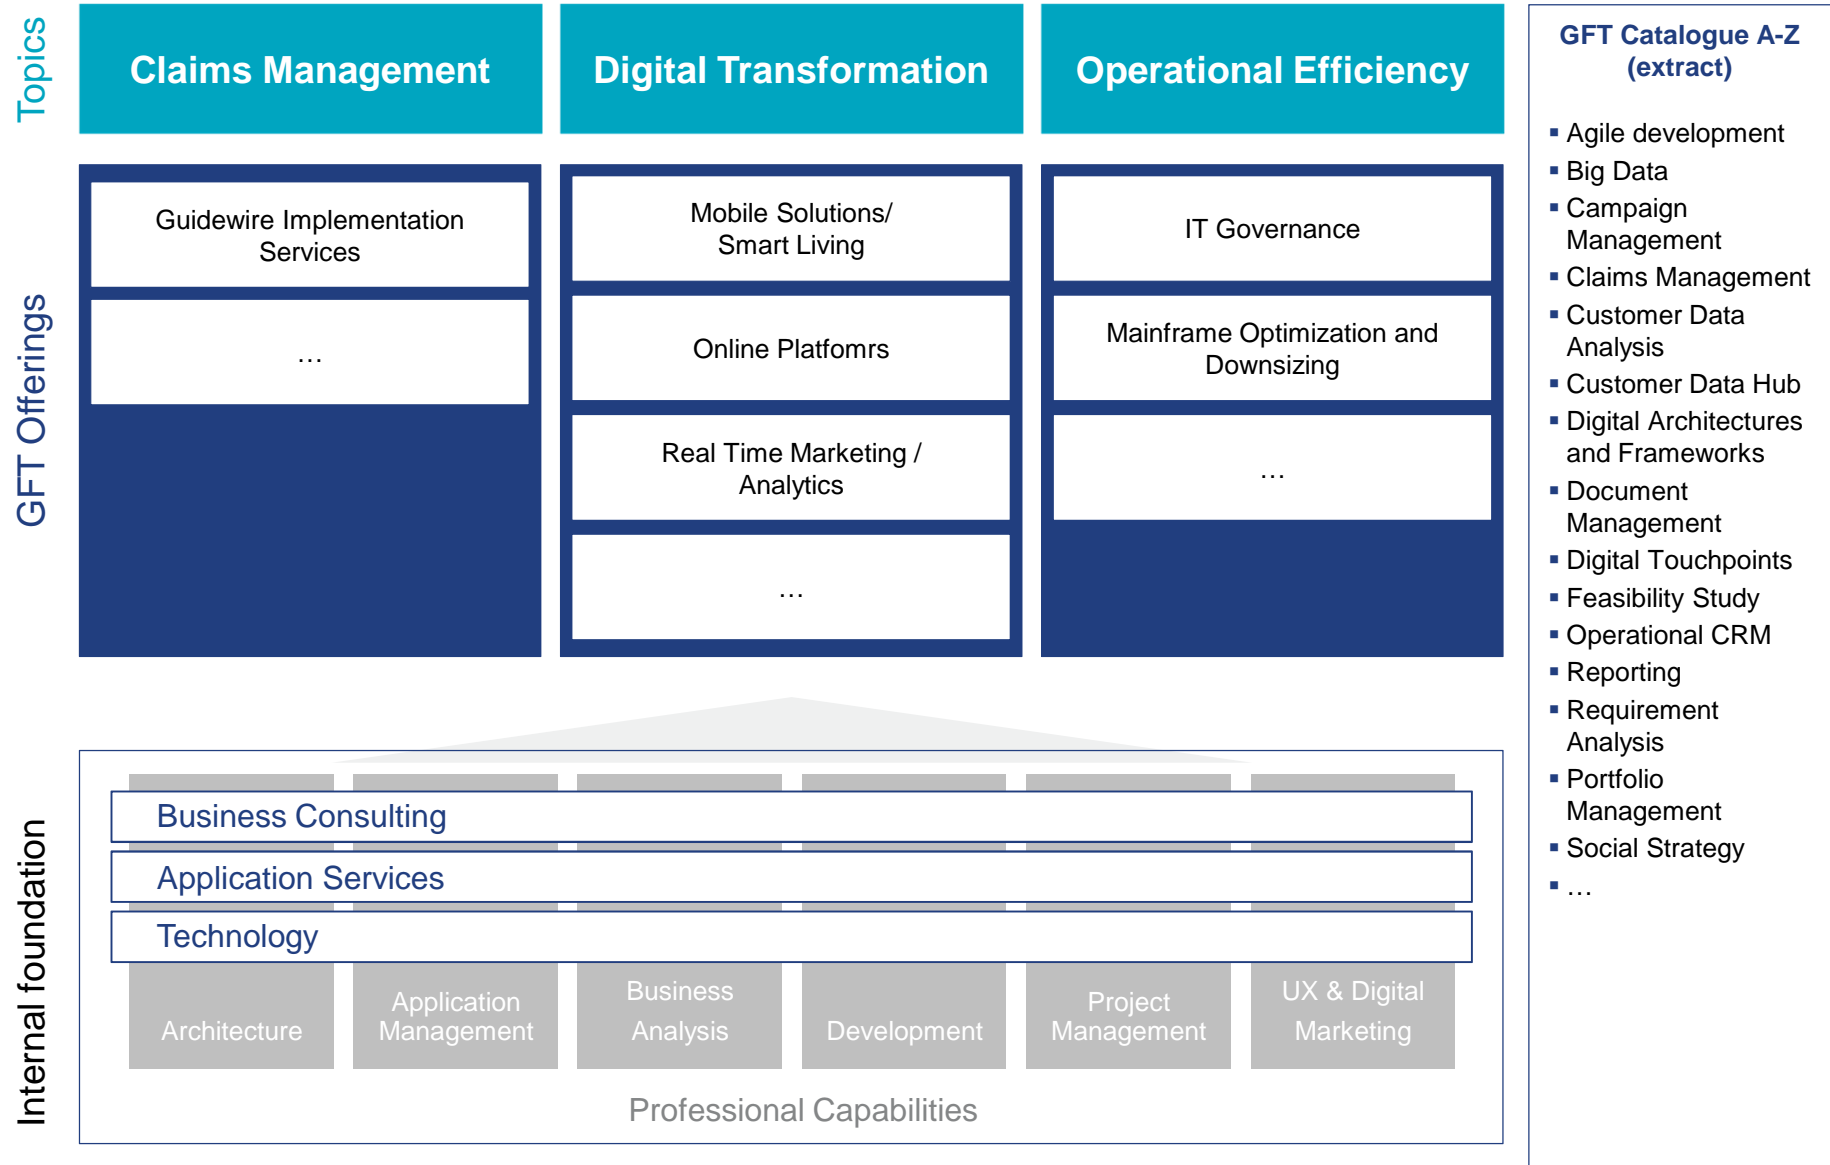 Topics
Claims Management
Digital Transformation
Operational Efficiency
GFT Offerings
Guidewire Implementation
Services
…
Mobile Solutions/
Smart Living
Online Platfomrs
Real Time Marketing /
Analytics
…
IT Governance
Mainframe Optimization and
Downsizing
…
Internal foundation
Business Consulting
Application Services
Technology
Architecture
Application
Management
Business
Analysis
Development
Project
Management
UX & Digital
Marketing
Professional Capabilities
GFT Catalogue A-Z
(extract)
▪ Agile development
▪ Big Data
▪ Campaign
Management
▪ Claims Management
▪ Customer Data
Analysis
▪ Customer Data Hub
▪ Digital Architectures
and Frameworks
▪ Document
Management
▪ Digital Touchpoints
▪ Feasibility Study
▪ Operational CRM
▪ Reporting
▪ Requirement
Analysis
▪ Portfolio
Management
▪ Social Strategy
▪ …